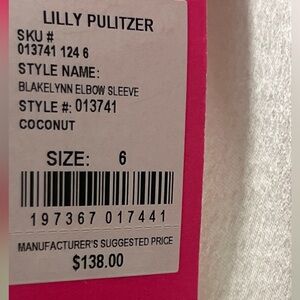 LILLY PULITZER
SKU #
013741 124 6
STYLE NAME:
BLAKELYNN ELBOW SLEEVE
STYLE #: 013741
COCONUT
SIZE: 6
197367 017441
MANUFACTURER'S SUGGESTED PRICE
$138.00